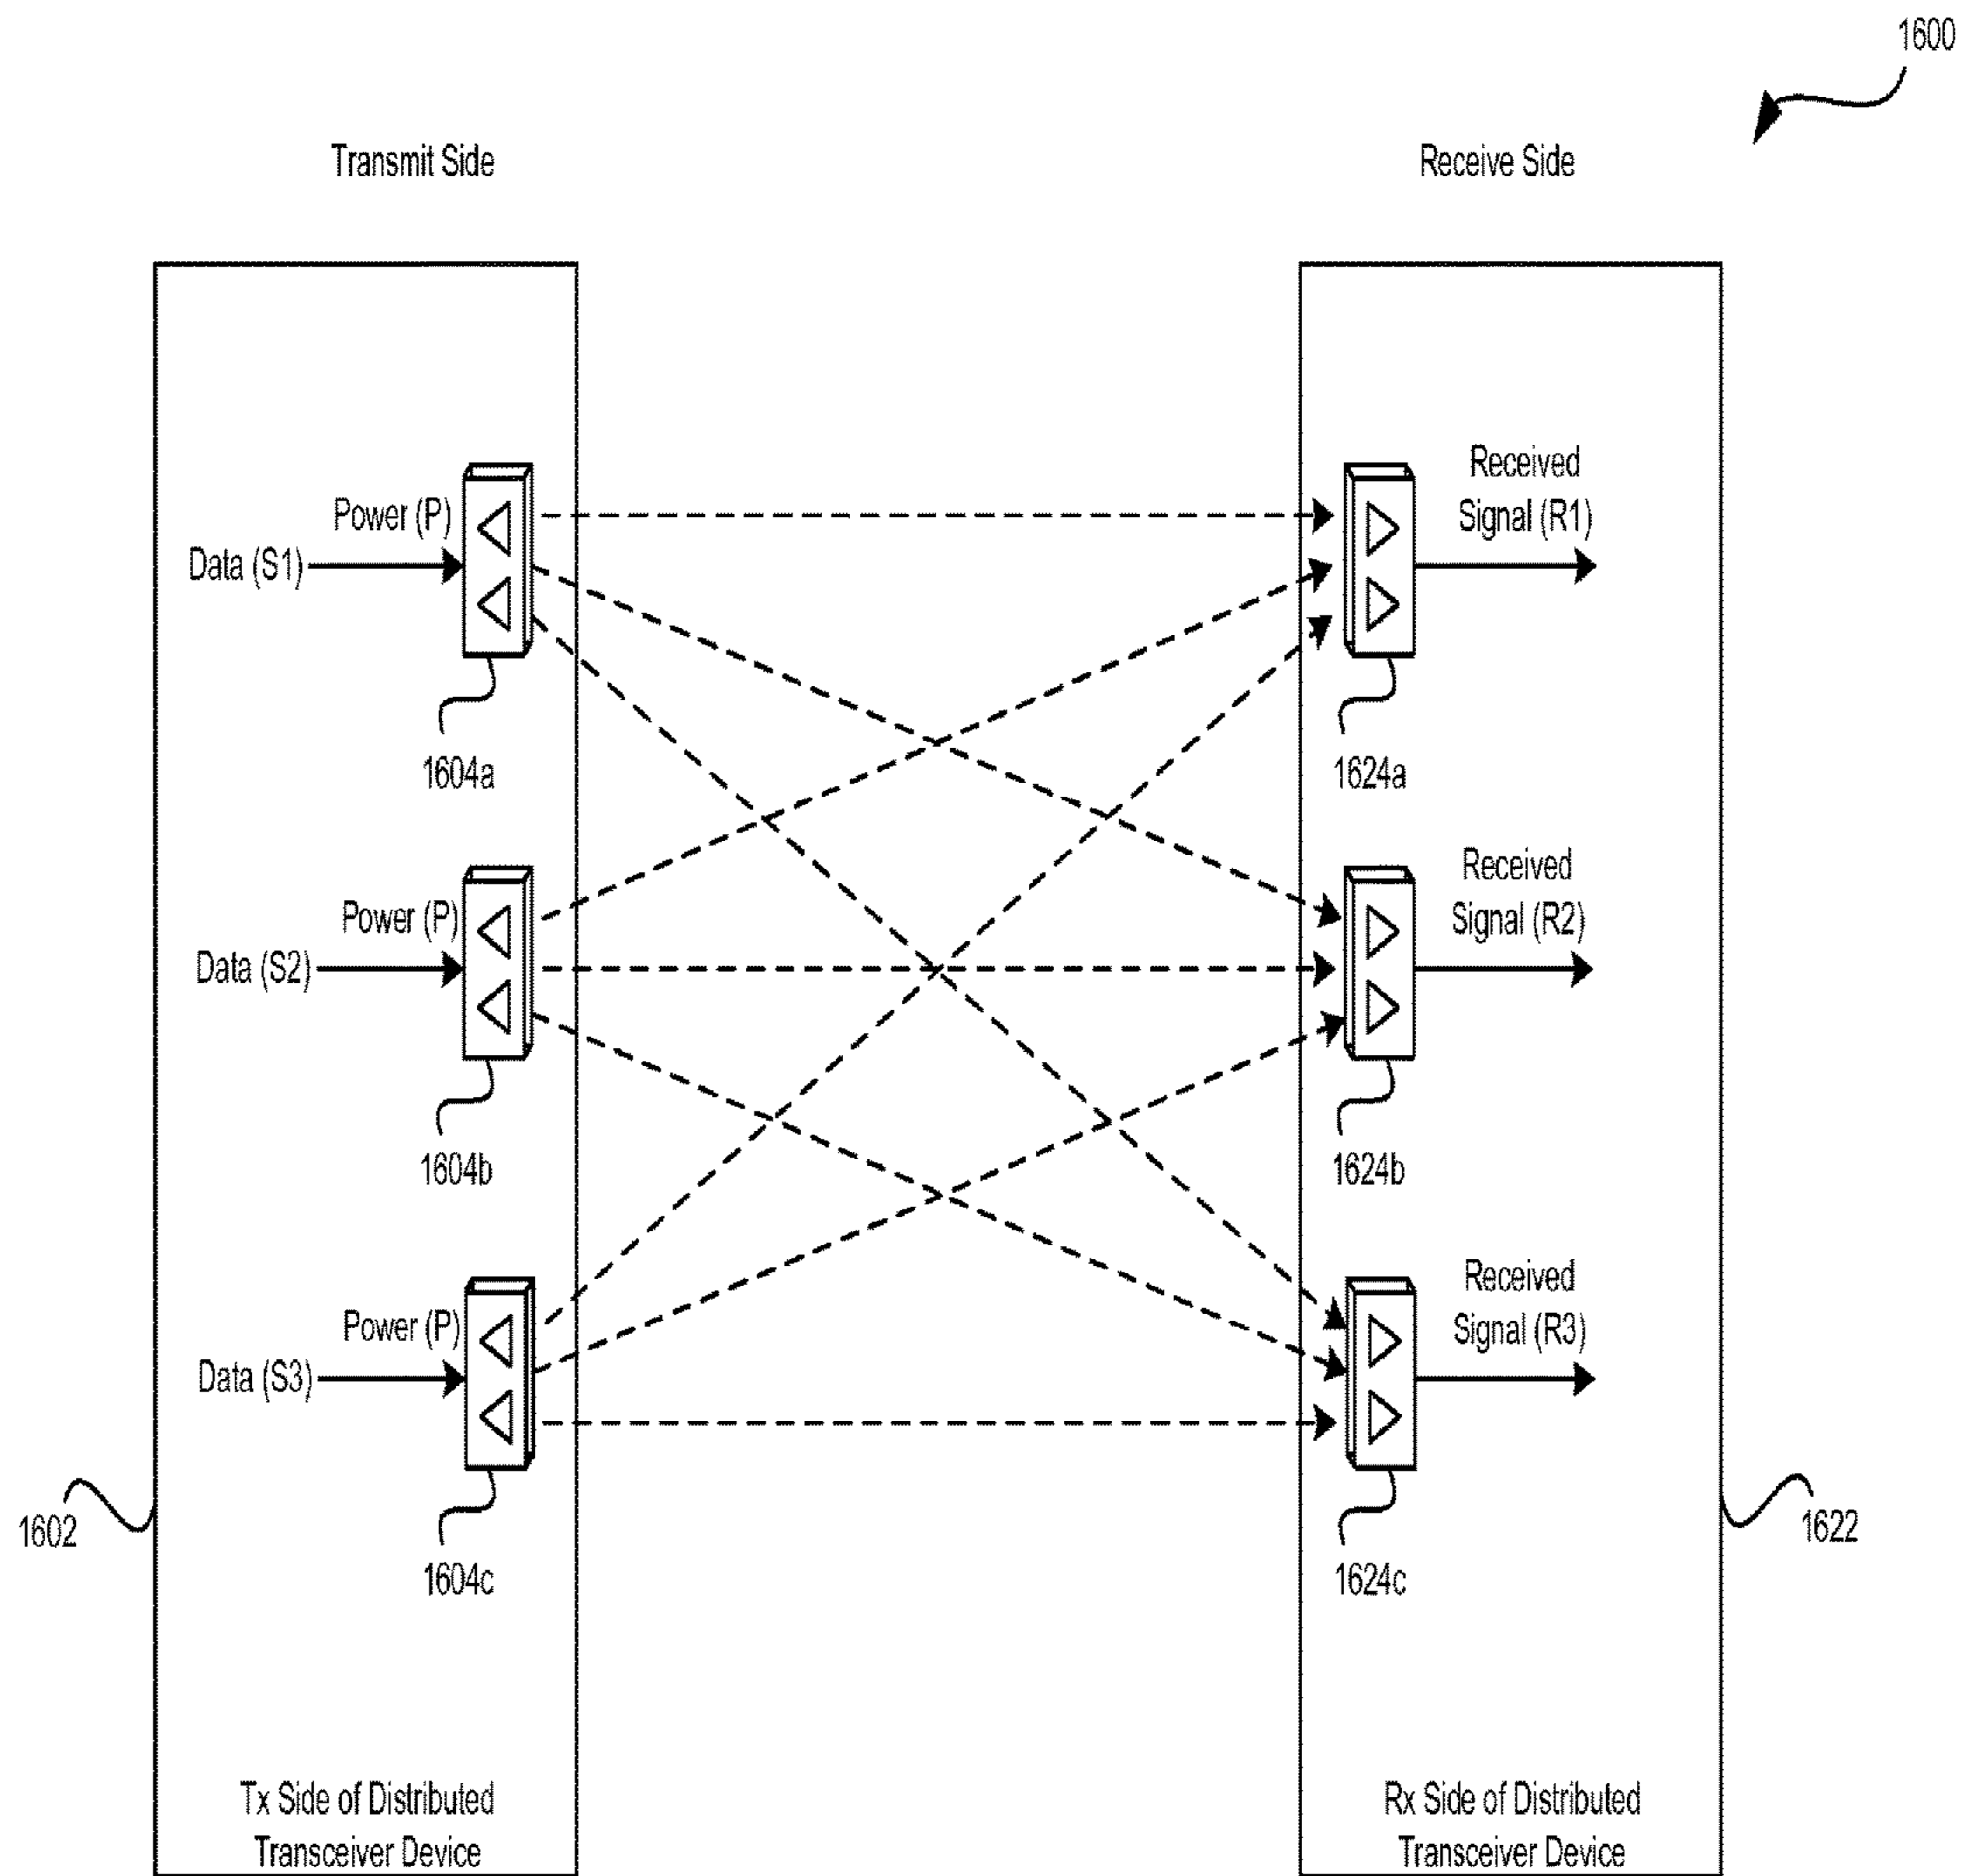 1600
Transmit Side
Receive Side
Power (P)
Data (S1)
Received
Signal (R1)
1604a
1624a
Power (P)
Data (S2)
Received
Signal (R2)
1604b
1624b
Power (P)
Data (S3)
Received
Signal (R3)
1602
1622
1604c
1624c
Tx Side of Distributed
Transceiver Device
Rx Side of Distributed
Transceiver Device